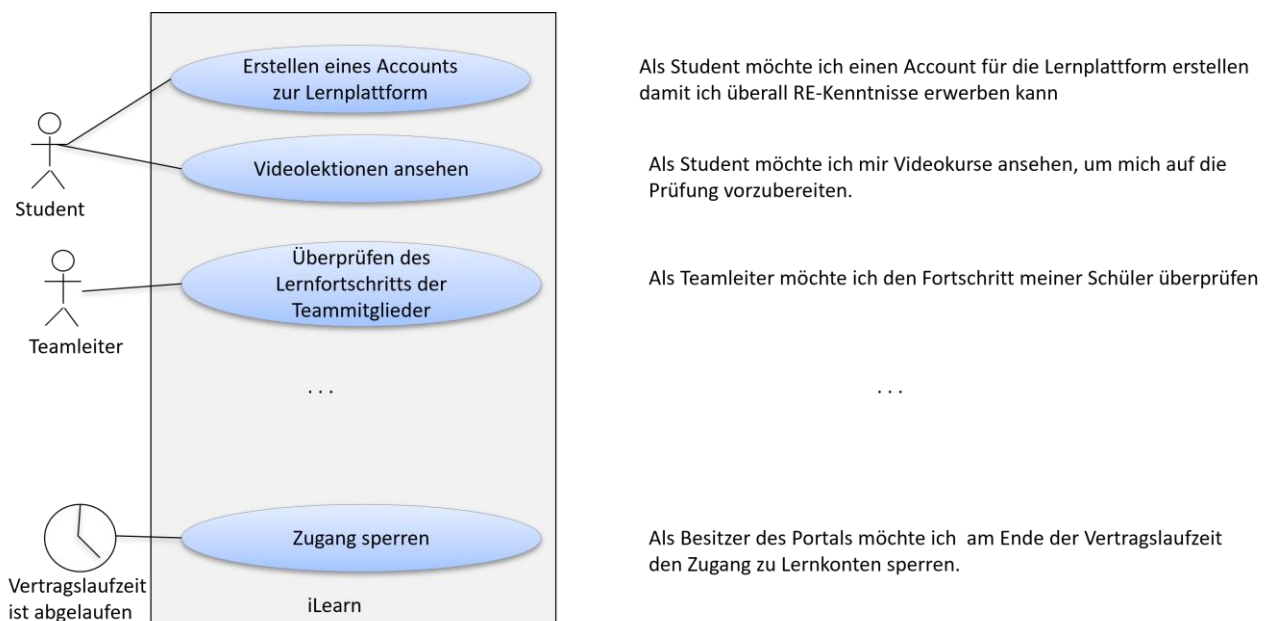 Erstellen eines Accounts
zur Lernplattform
Als Student möchte ich einen Account für die Lernplattform erstellen
damit ich überall RE-Kenntnisse erwerben kann
Videolektionen ansehen
Als Student möchte ich mir Videokurse ansehen, um mich auf die
Prüfung vorzubereiten.
Student
Überprüfen des
Lernfortschritts der
Teammitglieder
Als Teamleiter möchte ich den Fortschritt meiner Schüler überprüfen
Teamleiter
. . .
. . .
Zugang sperren
Als Besitzer des Portals möchte ich  am Ende der Vertragslaufzeit
den Zugang zu Lernkonten sperren.
Vertragslaufzeit
ist abgelaufen
iLearn